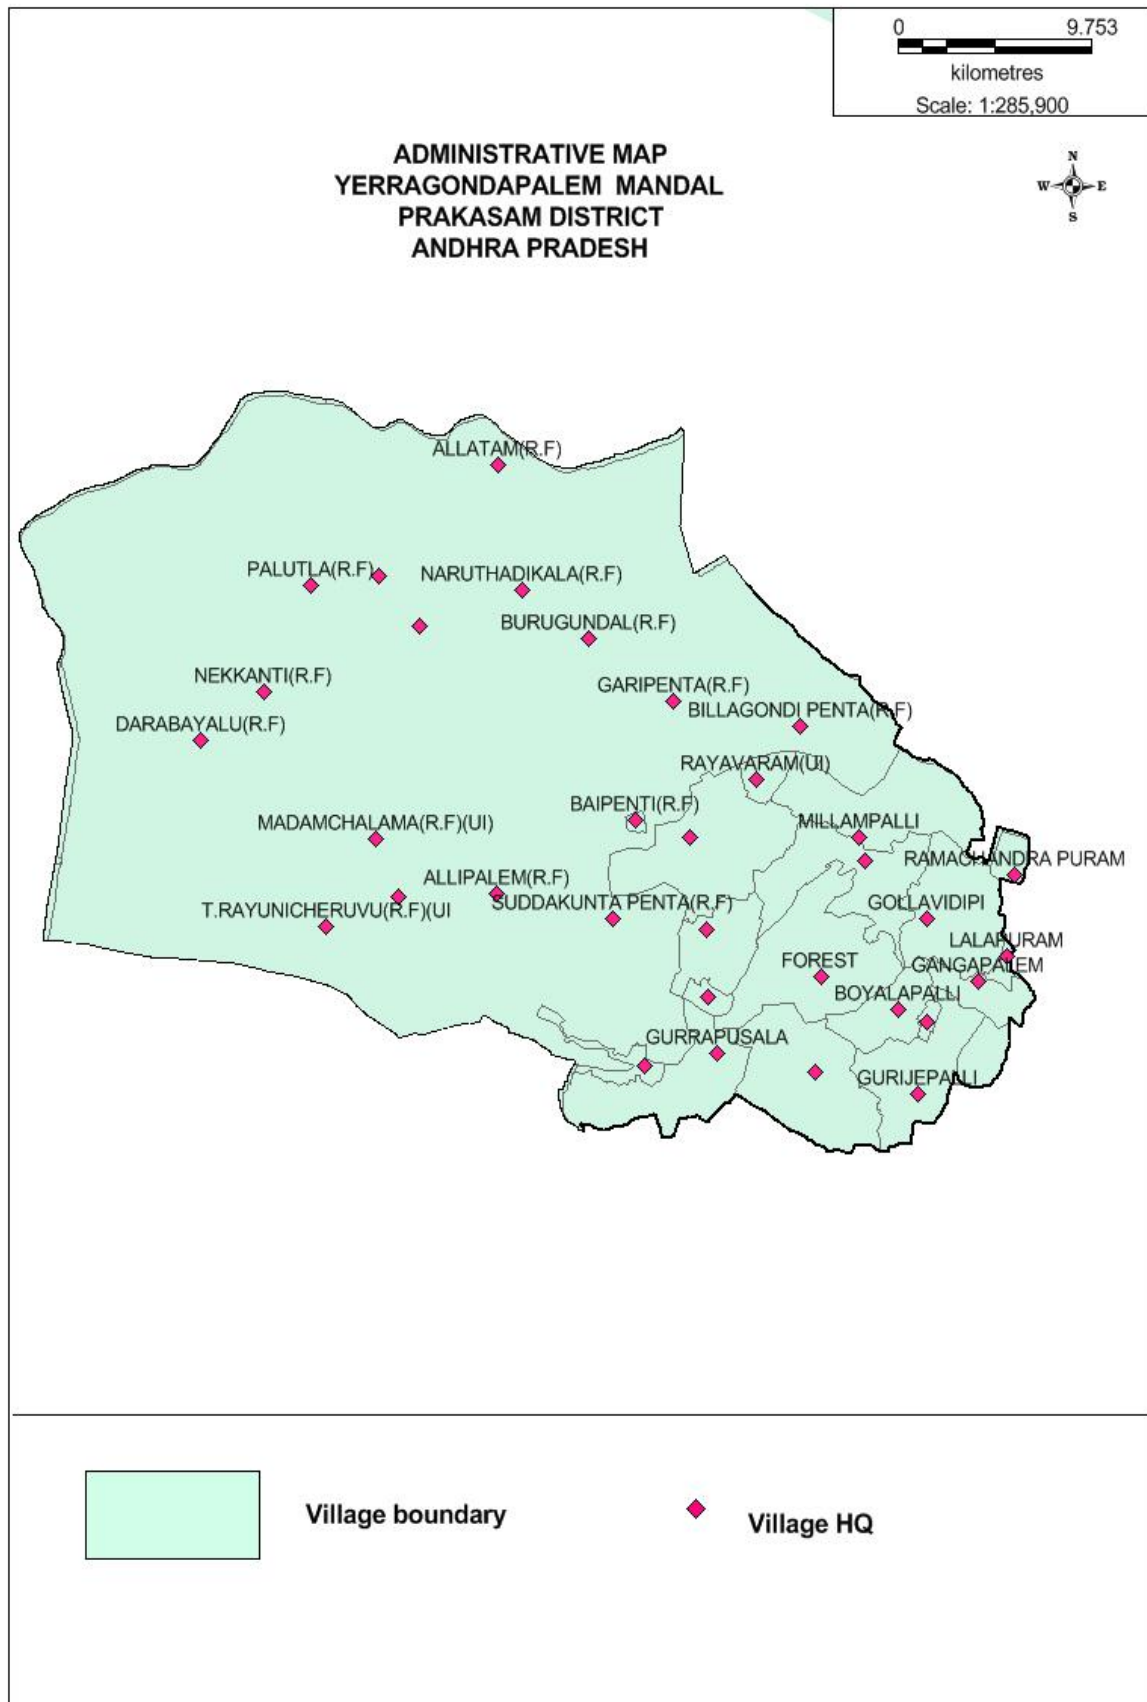 0 9.753
kilometres
Scale: 1:285,900
ADMINISTRATIVE MAP
YERRAGONDAPALEM MANDAL
PRAKASAM DISTRICT
ANDHRA PRADESH
N
W E
S
ALLATAM(R.F)
PALUTLA(R.F)
NARUTHADIKALA(R.F)
BURUGUNDAL(R.F)
NEKKANTI(R.F)
GARIPENTA(R.F)
BILLAGONDI PENTA(R.F)
DARABAYALU(R.F)
RAYAVARAM(UI)
BAIPENTI(R.F)
MADAMCHALAMA(R.F)(UI)
MILLAMPALLI
RAMACHANDRA PURAM
ALLIPALEM(R.F)
SUDDAKUNTA PENTA(R.F)
GOLLAVIDIPI
T.RAYUNICHERUVU(R.F)(UI
LALAPURAM
FOREST
GANGAPALEM
BOYALAPALLI
GURRAPUSALA
GURIJEPALLI
Village boundary
Village HQ